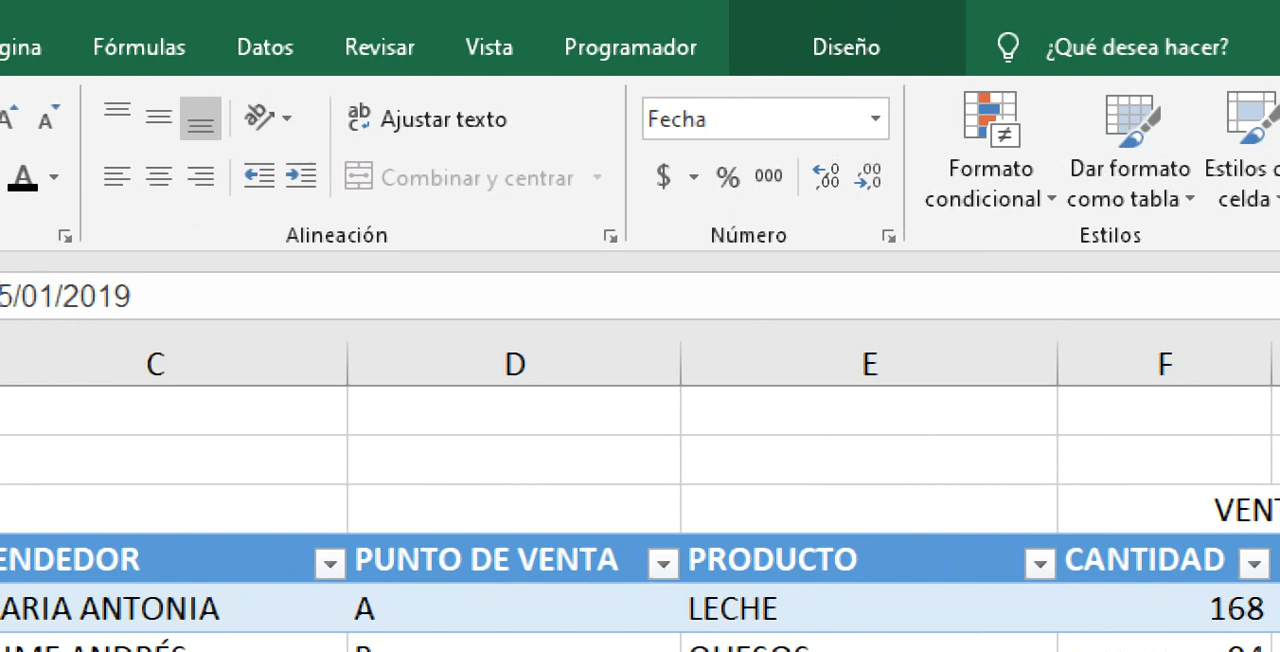 gina Fórmulas Datos Revisar Vista Programador Diseño ¿Qué desea hacer?
Ajustar texto
Fecha
Combinar y centrar
$ % 000
Formato condicional
Dar formato como tabla
Estilos celda
Alineación Número Estilos
5/01/2019
C D E F
VENT
ENDEDOR PUNTO DE VENTA PRODUCTO CANTIDAD
ARIA ANTONIA A LECHE 168